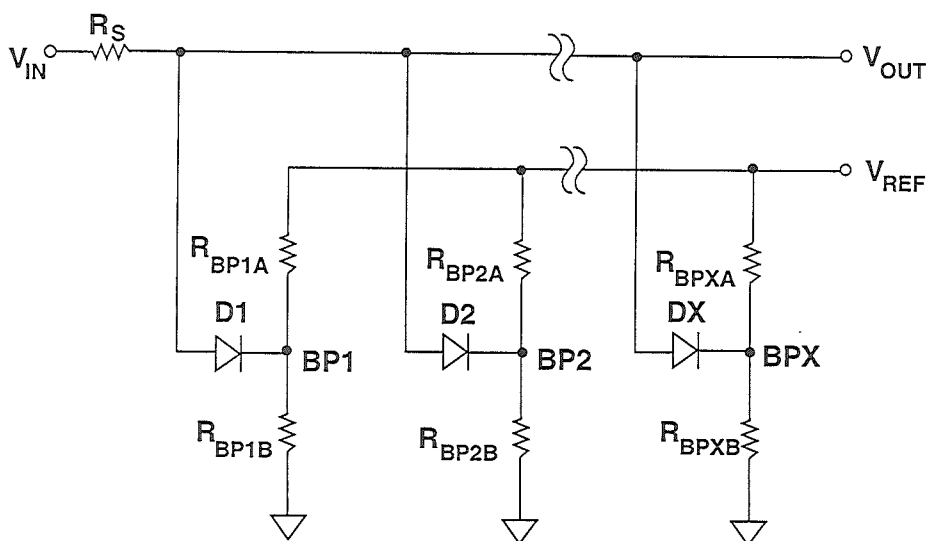 R_S
V_IN
V_OUT
V_REF
R_BP1A
R_BP2A
R_BPXA
D1
D2
DX
BP1
BP2
BPX
R_BP1B
R_BP2B
R_BPXB